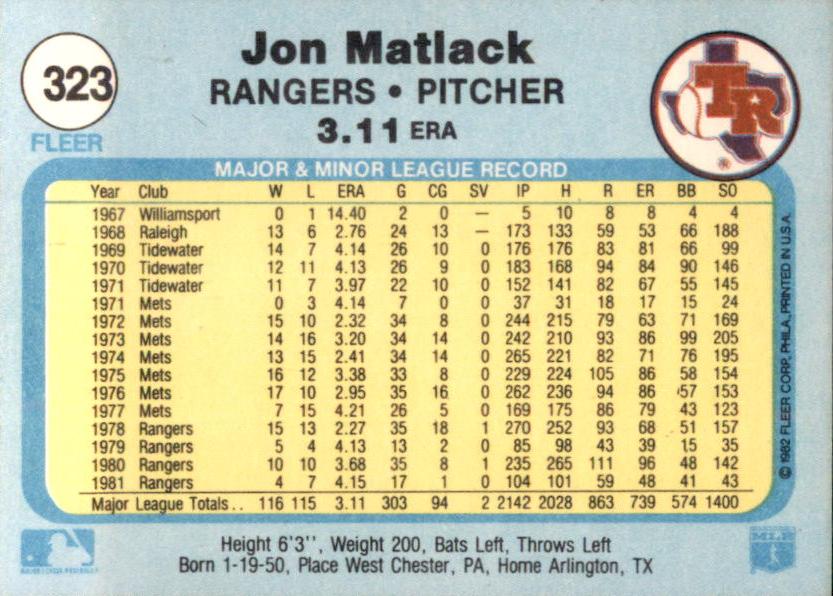 Jon Matlack
323
RANGERS • PITCHER
TR
®
3.11 ERA
FLEER
MAJOR & MINOR LEAGUE RECORD
Year Club W L ERA G CG SV IP H R ER BB SO
1967 Williamsport 0 1 14.40 2 0 — 5 10 8 8 4 4
1968 Raleigh 13 6 2.76 24 13 — 173 133 59 53 66 188
1969 Tidewater 14 7 4.14 26 10 0 176 176 83 81 66 99
1970 Tidewater 12 11 4.13 26 9 0 183 168 94 84 90 146
1971 Tidewater 11 7 3.97 22 10 0 152 141 82 67 55 145
1971 Mets 0 3 4.14 7 0 0 37 31 18 17 15 24
1972 Mets 15 10 2.32 34 8 0 244 215 79 63 71 169
1973 Mets 14 16 3.20 34 14 0 242 210 93 86 99 205
1974 Mets 13 15 2.41 34 14 0 265 221 82 71 76 195
1975 Mets 16 12 3.38 33 8 0 229 224 105 86 58 154
1976 Mets 17 10 2.95 35 16 0 262 236 94 86 57 153
1977 Mets 7 15 4.21 26 5 0 169 175 86 79 43 123
1978 Rangers 15 13 2.27 35 18 1 270 252 93 68 51 157
1979 Rangers 5 4 4.13 13 2 0 85 98 43 39 15 35
1980 Rangers 10 10 3.68 35 8 1 235 265 111 96 48 142
1981 Rangers 4 7 4.15 17 1 0 104 101 59 48 41 43
Major League Totals.. 116 115 3.11 303 94 2 2142 2028 863 739 574 1400
© 1982 FLEER CORP. PHILA., PRINTED IN U.S.A.
Height 6'3'', Weight 200, Bats Left, Throws Left
Born 1-19-50, Place West Chester, PA, Home Arlington, TX